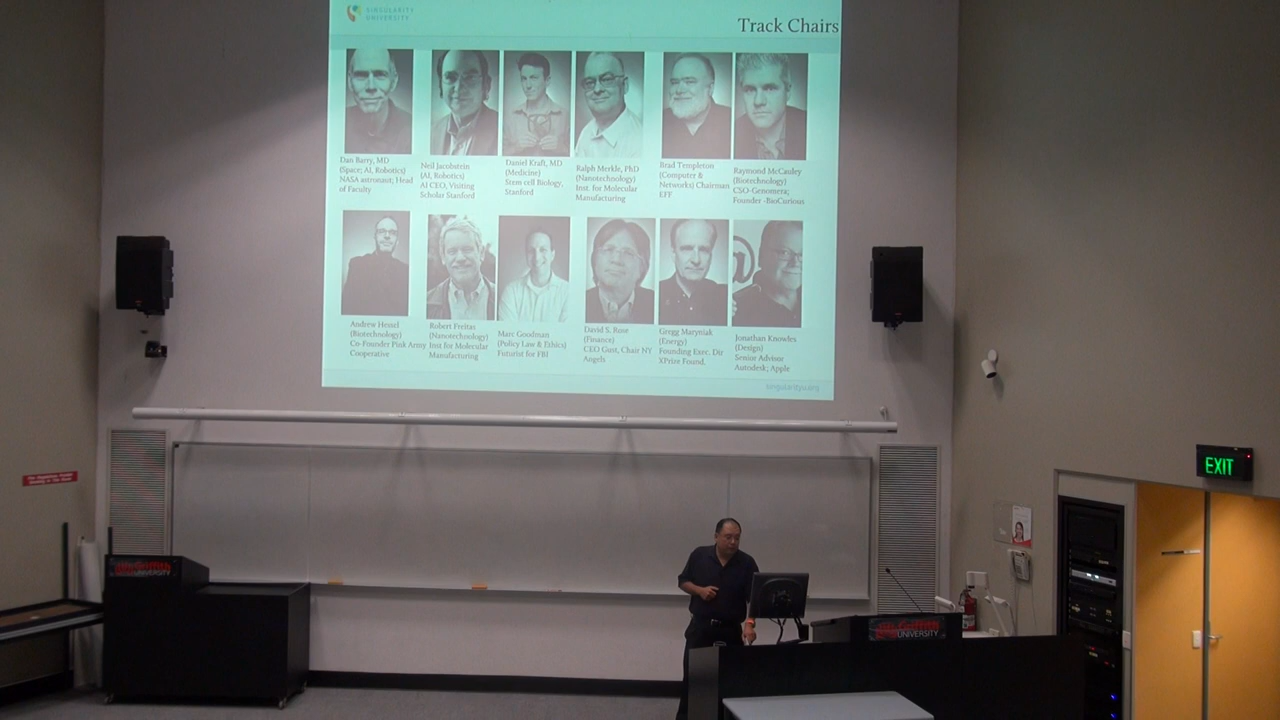 SINGULARITY
UNIVERSITY
Track Chairs
Dan Barry, MD
(Space; AI, Robotics)
NASA astronaut; Head
of Faculty
Neil Jacobstein
(AI, Robotics)
AI CEO, Visiting
Scholar Stanford
Daniel Kraft, MD
(Medicine)
Stem cell Biology,
Stanford
Ralph Merkle, PhD
(Nanotechnology)
Inst. for Molecular
Manufacturing
Brad Templeton
(Computer &
Networks) Chairman
EFF
Raymond McCauley
(Biotechnology)
CSO-Genomera;
Founder -BioCurious
Andrew Hessel
(Biotechnology)
Co-Founder Pink Army
Cooperative
Robert Freitas
(Nanotechnology)
Inst for Molecular
Manufacturing
Marc Goodman
(Policy Law & Ethics)
Futurist for FBI
David S. Rose
(Finance)
CEO Gust, Chair NY
Angels
Gregg Maryniak
(Energy)
Founding Exec. Dir
XPrize Found.
Jonathan Knowles
(Design)
Senior Advisor
Autodesk; Apple
EXIT
Griffith
UNIVERSITY
Griffith
UNIVERSITY